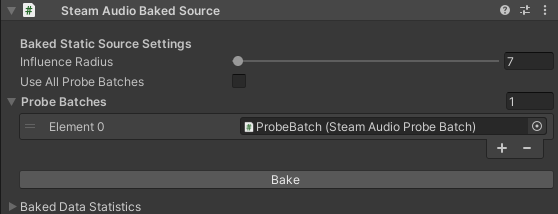 Steam Audio Baked Source
Baked Static Source Settings
Influence Radius 7
Use All Probe Batches
Probe Batches 1
Element 0 ProbeBatch (Steam Audio Probe Batch)
+ −
Bake
Baked Data Statistics